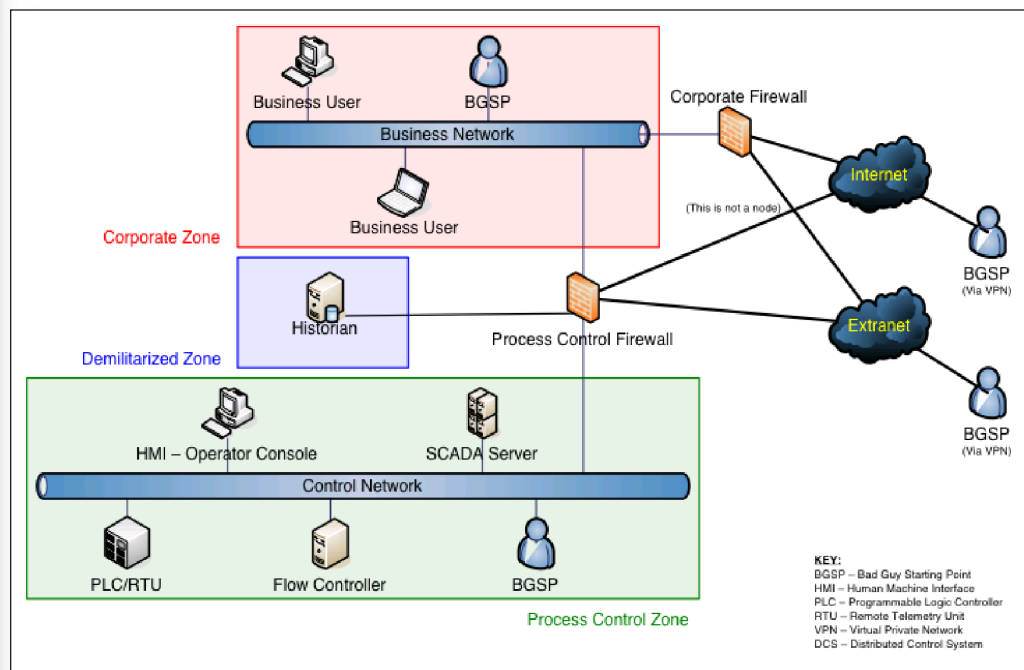 Business User
BGSP
Corporate Firewall
Business Network
Internet
(This is not a node)
Business User
Corporate Zone
BGSP
(Via VPN)
Historian
Process Control Firewall
Extranet
Demilitarized Zone
BGSP
(Via VPN)
HMI – Operator Console
SCADA Server
Control Network
PLC/RTU
Flow Controller
BGSP
Process Control Zone
KEY:
BGSP – Bad Guy Starting Point
HMI – Human Machine Interface
PLC – Programmable Logic Controller
RTU – Remote Telemetry Unit
VPN – Virtual Private Network
DCS – Distributed Control System